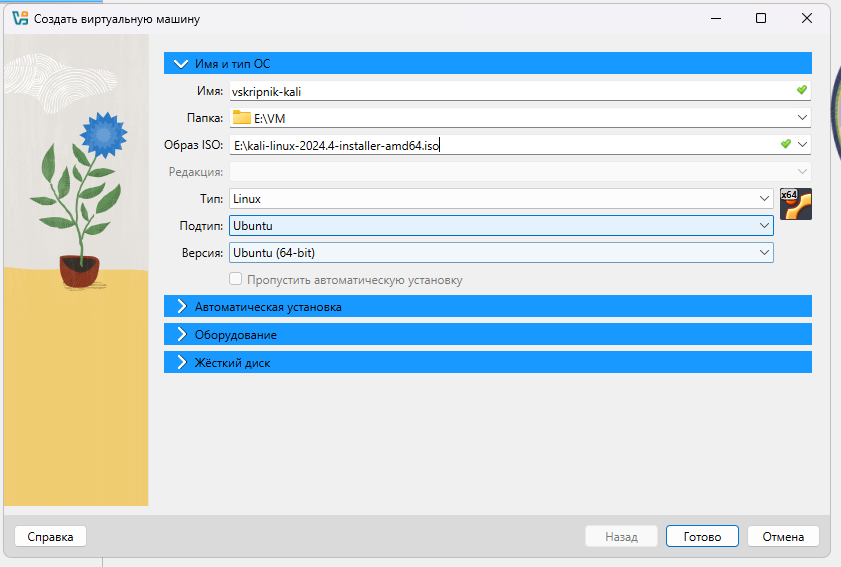 Создать виртуальную машину
Имя и тип ОС
Имя: vskripnik-kali
Папка: E:\VM
Образ ISO: E:\kali-linux-2024.4-installer-amd64.iso
Редакция:
Тип: Linux
x64
Подтип: Ubuntu
Версия: Ubuntu (64-bit)
Пропустить автоматическую установку
Автоматическая установка
Оборудование
Жёсткий диск
Справка Назад Готово Отмена